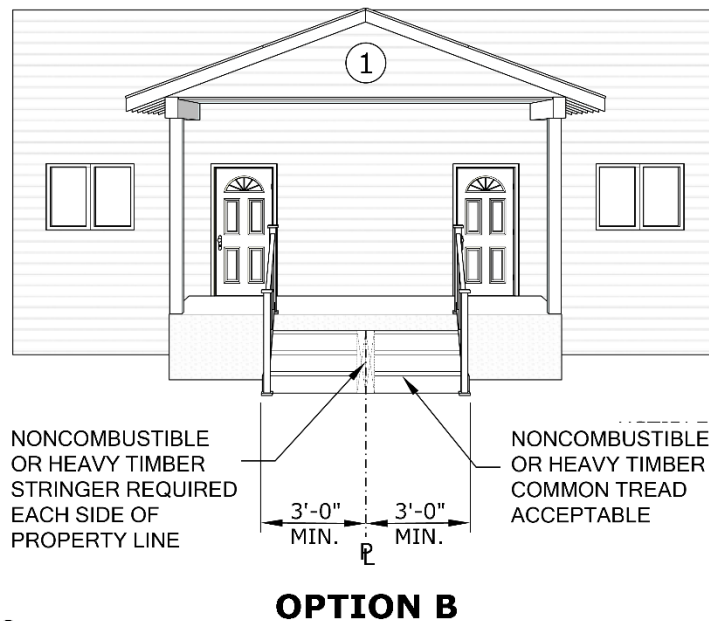 1
NONCOMBUSTIBLE
OR HEAVY TIMBER
STRINGER REQUIRED
EACH SIDE OF
PROPERTY LINE
3'-0"
MIN.
3'-0"
MIN.
PL
NONCOMBUSTIBLE
OR HEAVY TIMBER
COMMON TREAD
ACCEPTABLE
OPTION B